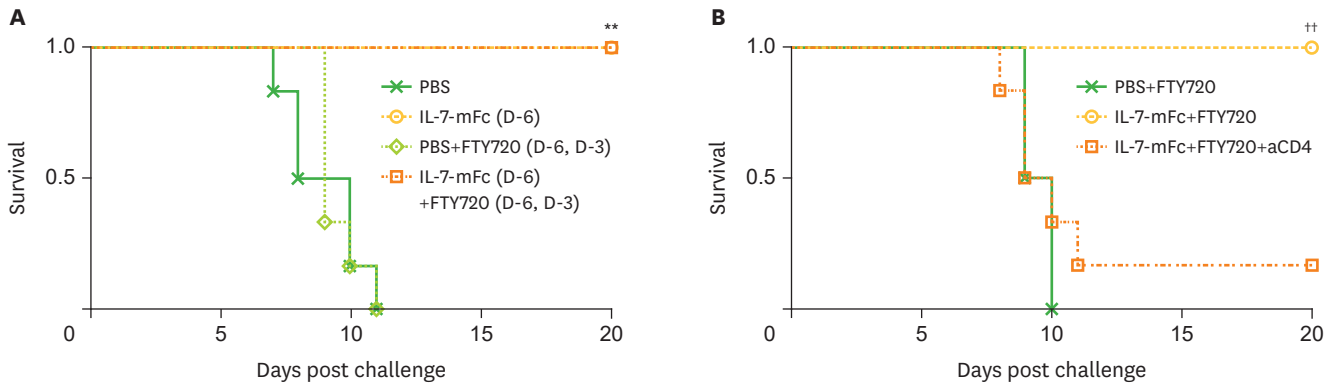 A
**
1.0
0.5
Survival
PBS
IL-7-mFc (D-6)
PBS+FTY720 (D-6, D-3)
IL-7-mFc (D-6)
+FTY720 (D-6, D-3)
0
5
10
15
20
Days post challenge
B
††
1.0
0.5
Survival
PBS+FTY720
IL-7-mFc+FTY720
IL-7-mFc+FTY720+aCD4
0
5
10
15
20
Days post challenge